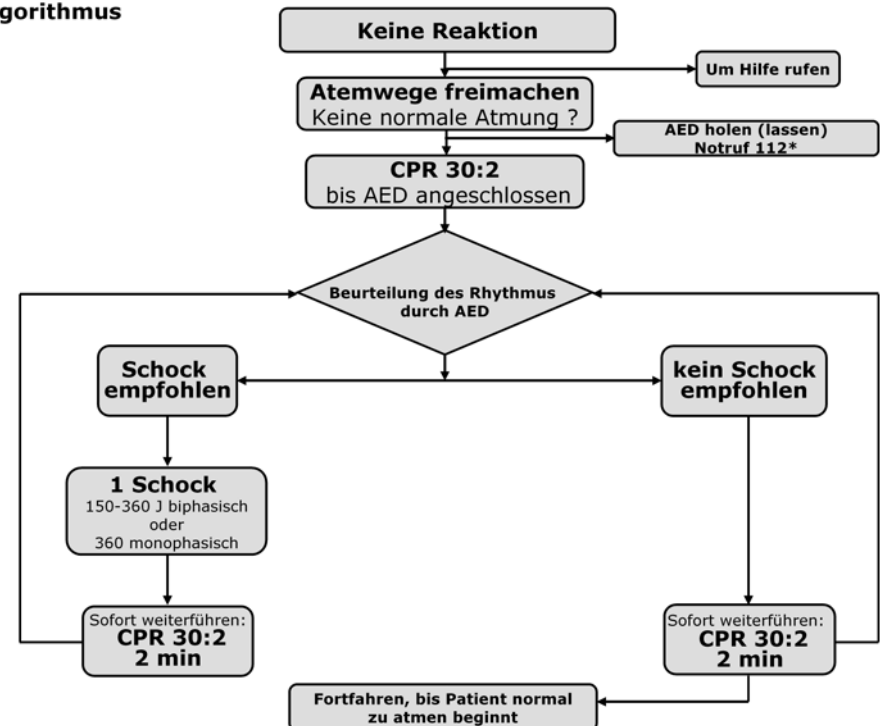 gorithmus
Keine Reaktion
Um Hilfe rufen
Atemwege freimachen
Keine normale Atmung ?
AED holen (lassen)
Notruf 112*
CPR 30:2
bis AED angeschlossen
Beurteilung des Rhythmus
durch AED
Schock
empfohlen
kein Schock
empfohlen
1 Schock
150-360 J biphasisch
oder
360 monophasisch
Sofort weiterführen:
CPR 30:2
2 min
Sofort weiterführen:
CPR 30:2
2 min
Fortfahren, bis Patient normal
zu atmen beginnt